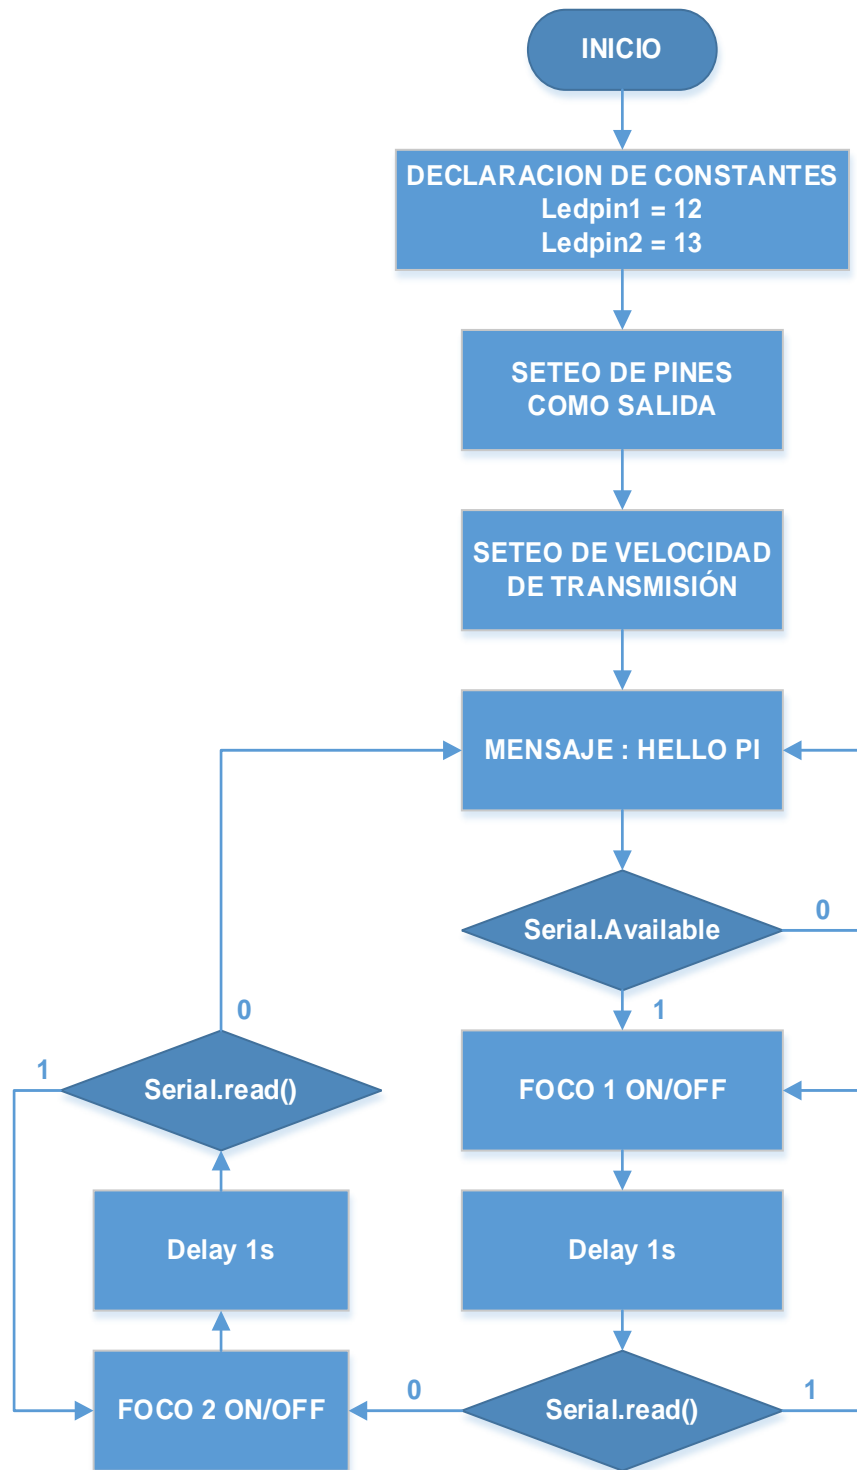 INICIO
DECLARACION DE CONSTANTES
Ledpin1 = 12
Ledpin2 = 13
SETEO DE PINES
COMO SALIDA
SETEO DE VELOCIDAD
DE TRANSMISIÓN
MENSAJE : HELLO PI
Serial.Available
0
1
0
1
Serial.read()
FOCO 1 ON/OFF
Delay 1s
Delay 1s
FOCO 2 ON/OFF
0
Serial.read()
1